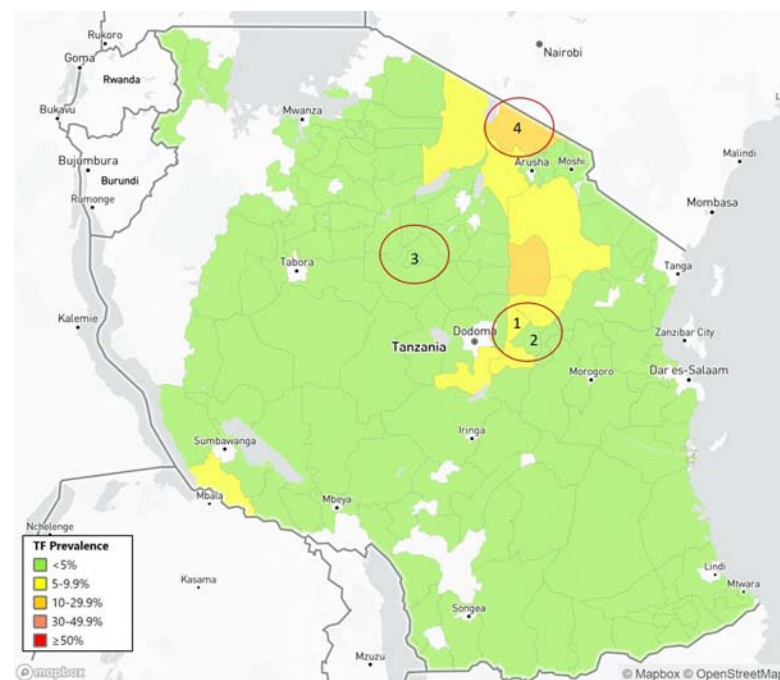 Rukoro
Goma
Rwanda
Bukavu
Bujumbura
Burundi
Rumonge
Kalemie
Nchelenge
Mwanza
Nairobi
4
Arusha
Moshi
Malindi
Mombasa
3
Tabora
Tanga
1
2
Dodoma
Tanzania
Zanzibar City
Dar es-Salaam
Morogoro
Iringa
Sumbawanga
Mbala
Mbeya
Kasama
Lindi
Mtwara
Songea
Mzuzu
TF Prevalence
<5%
5-9.9%
10-29.9%
30-49.9%
≥50%
mapbox
© Mapbox © OpenStreetMa